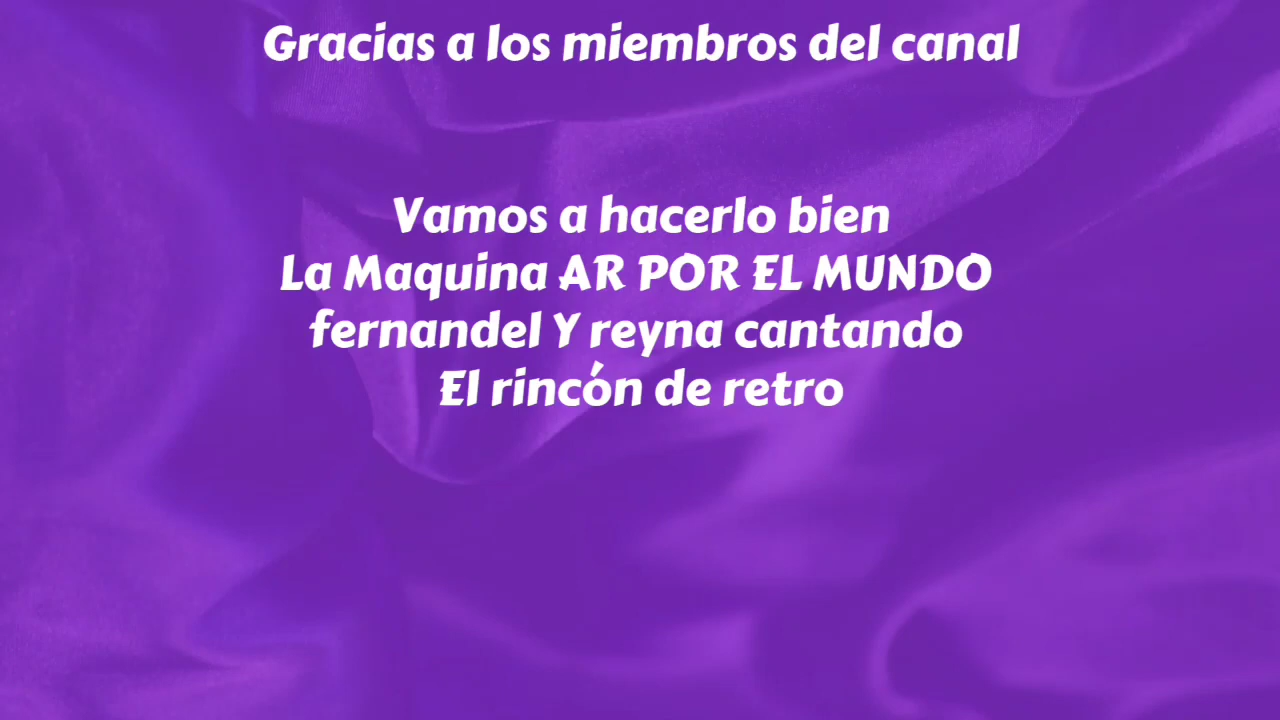 Gracias a los miembros del canal
Vamos a hacerlo bien
La Maquina AR POR EL MUNDO
fernandel Y reyna cantando
El rincón de retro